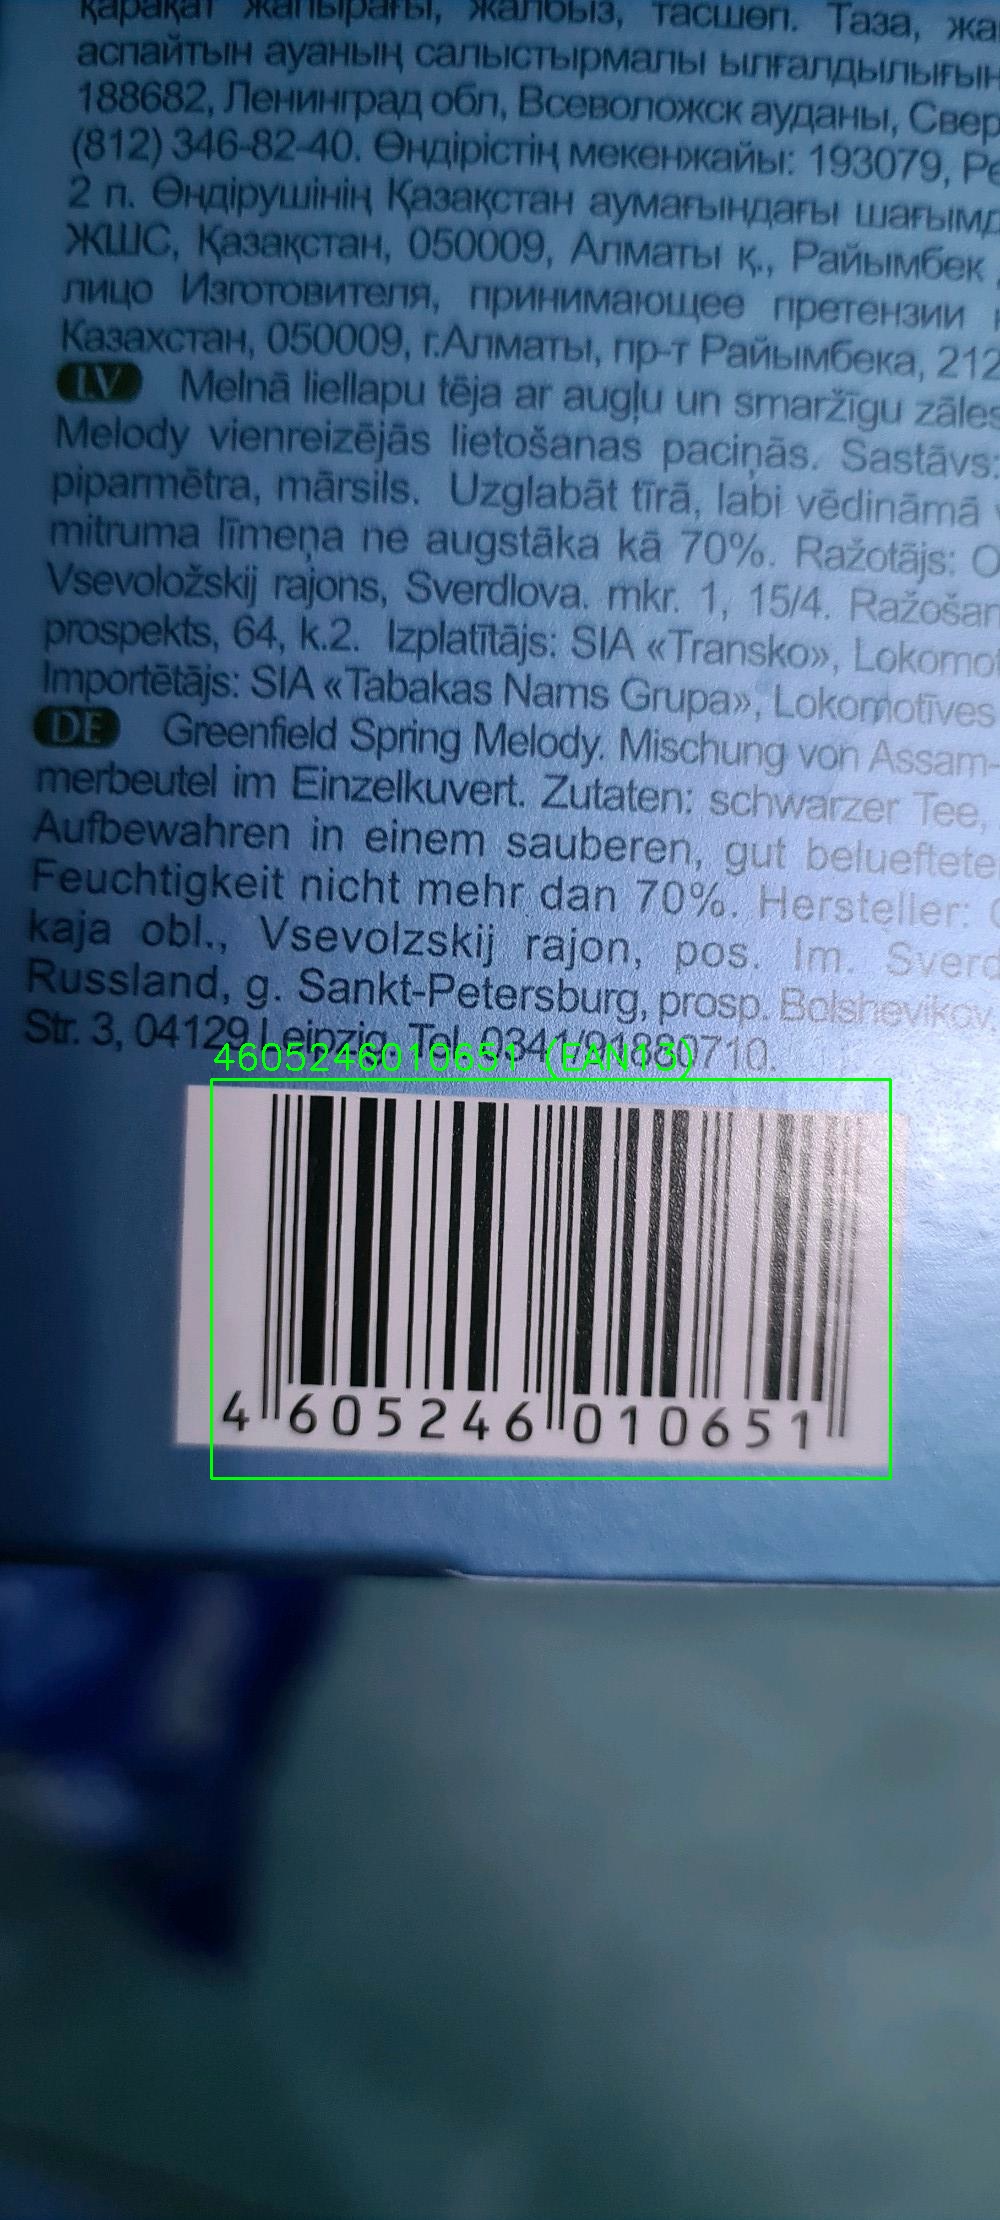 қарақат жапырағы, жалбыз, тасшөп. Таза, жа
аспайтын ауаның салыстырмалы ылғалдылығын
188682, Ленинград обл, Всеволожск ауданы, Свер
(812) 346-82-40. Өндірістің мекенжайы: 193079, Ре
2 п. Өндірушінің Қазақстан аумағындағы шағымд
ЖШС, Қазақстан, 050009, Алматы қ., Райымбек
лицо Изготовителя, принимающее претензии
Казахстан, 050009, г.Алматы, пр-т Райымбека, 212
LV Melnā liellapu tēja ar augļu un smaržīgu zāles
Melody vienreizējās lietošanas paciņās. Sastāvs:
piparmētra, mārsils. Uzglabāt tīrā, labi vēdināmā
mitruma līmeņa ne augstāka kā 70%. Ražotājs: O
Vsevoložskij rajons, Sverdlova. mkr. 1, 15/4. Ražošan
prospekts, 64, k.2. Izplatītājs: SIA «Transko», Lokomo
Importētājs: SIA «Tabakas Nams Grupa», Lokomotīves
DE Greenfield Spring Melody. Mischung von Assam-
merbeutel im Einzelkuvert. Zutaten: schwarzer Tee,
Aufbewahren in einem sauberen, gut belueftete
Feuchtigkeit nicht mehr dan 70%. Hersteller:
kaja obl., Vsevolzskij rajon, pos. Im. Sverd
Russland, g. Sankt-Petersburg, prosp. Bolshevikov,
Str. 3, 04129 Leipzig, Tel. 0341/
4605246010651 (EAN13)
4 605246 010651